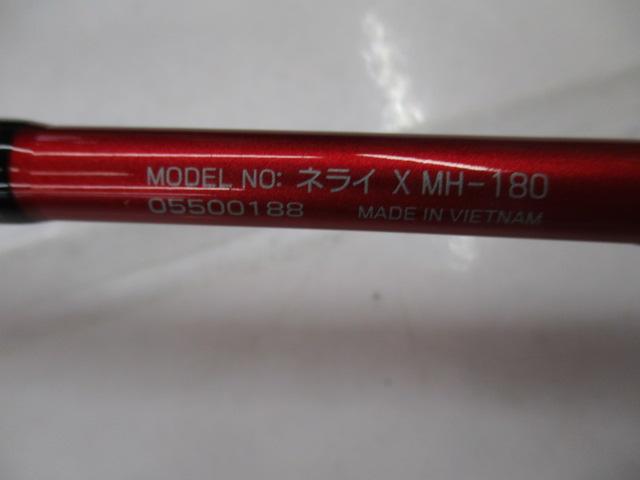 MODEL NO: ネライ X MH-180
05500188 MADE IN VIETNAM